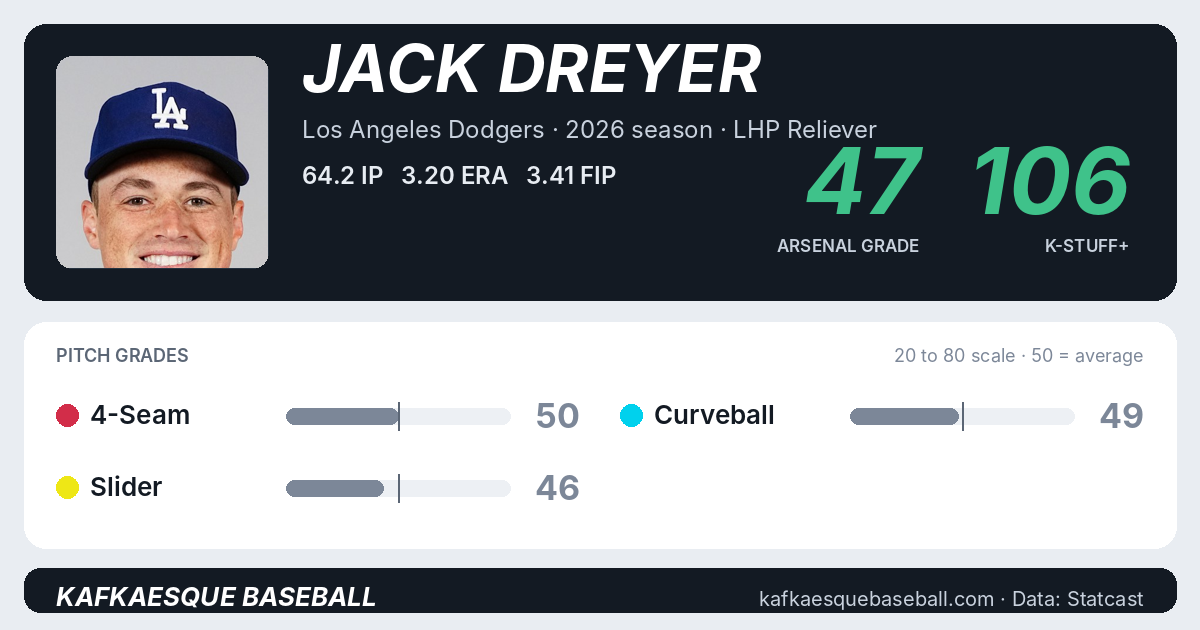 LA
JACK DREYER
Los Angeles Dodgers · 2026 season · LHP Reliever
64.2 IP 3.20 ERA 3.41 FIP
47 106
ARSENAL GRADE K-STUFF+
PITCH GRADES 20 to 80 scale · 50 = average
4-Seam 50 Curveball 49
Slider 46
KAFKAESQUE BASEBALL kafkaesquebaseball.com · Data: Statcast